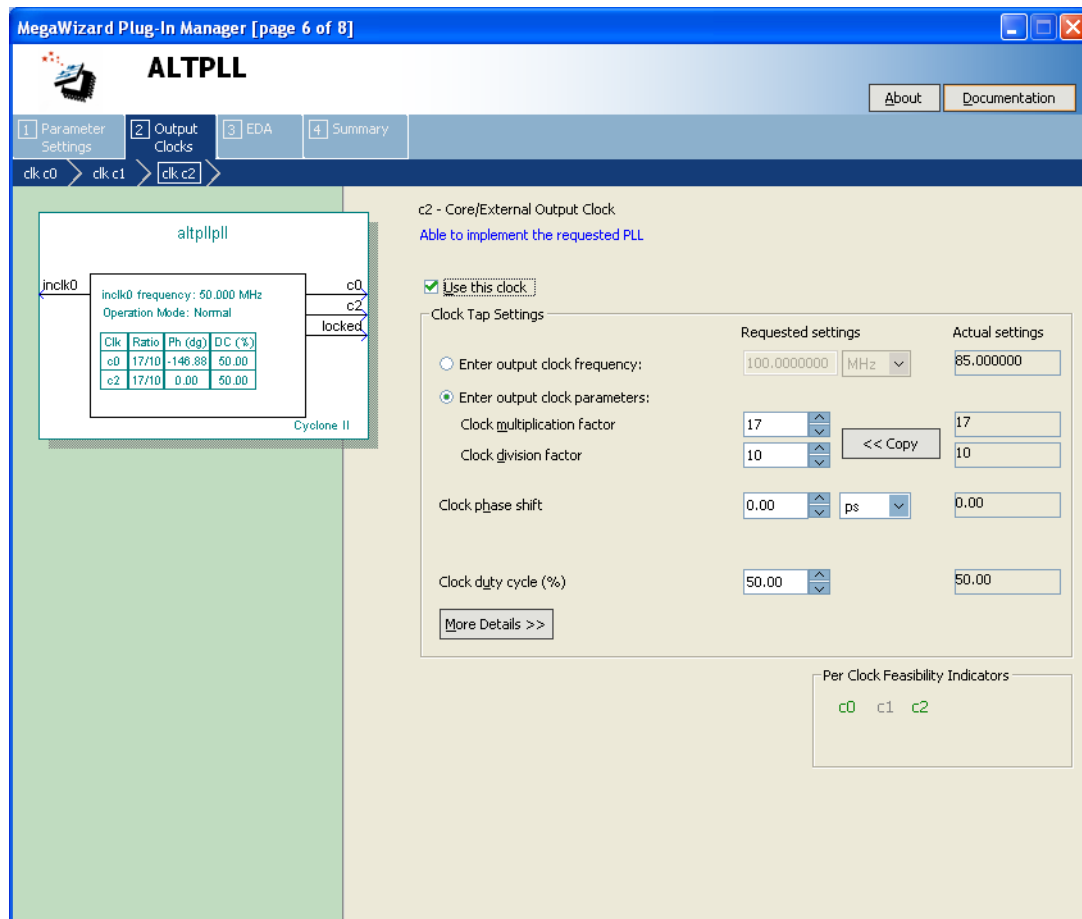 MegaWizard Plug-In Manager [page 6 of 8]
ALTPLL
About
Documentation
1 Parameter Settings
2 Output Clocks
3 EDA
4 Summary
clk c0
clk c1
clk c2
altpllpll
inclk0
inclk0 frequency: 50.000 MHz
Operation Mode: Normal
Clk Ratio Ph (dg) DC (%)
c0 17/10 -146.88 50.00
c2 17/10 0.00 50.00
c0
c2
locked
Cyclone II
c2 - Core/External Output Clock
Able to implement the requested PLL
Use this clock
Clock Tap Settings
Requested settings
Actual settings
Enter output clock frequency:
100.0000000
MHz
85.000000
Enter output clock parameters:
Clock multiplication factor
17
<< Copy
17
Clock division factor
10
10
Clock phase shift
0.00
ps
0.00
Clock duty cycle (%)
50.00
50.00
More Details >>
Per Clock Feasibility Indicators
c0 c1 c2